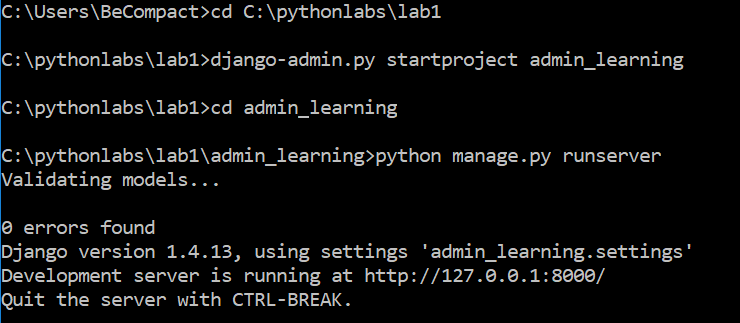 C:\Users\BeCompact>cd C:\pythonlabs\lab1
C:\pythonlabs\lab1>django-admin.py startproject admin_learning
C:\pythonlabs\lab1>cd admin_learning
C:\pythonlabs\lab1\admin_learning>python manage.py runserver
Validating models...
0 errors found
Django version 1.4.13, using settings 'admin_learning.settings'
Development server is running at http://127.0.0.1:8000/
Quit the server with CTRL-BREAK.